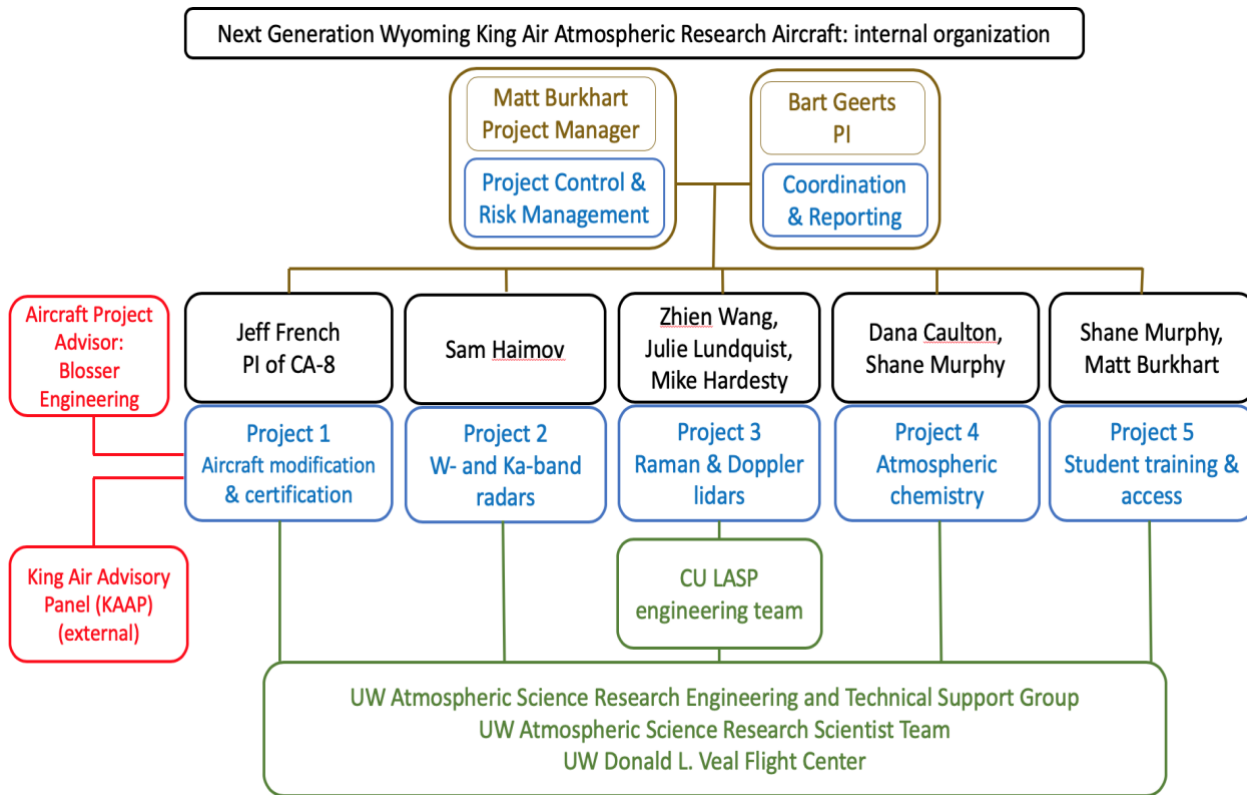 Next Generation Wyoming King Air Atmospheric Research Aircraft: internal organization
Matt Burkhart
Project Manager
Project Control &
Risk Management
Bart Geerts
PI
Coordination
& Reporting
Aircraft Project
Advisor:
Blosser
Engineering
Jeff French
PI of CA-8
Sam Haimov
Zhien Wang,
Julie Lundquist,
Mike Hardesty
Dana Caulton,
Shane Murphy
Shane Murphy,
Matt Burkhart
Project 1
Aircraft modification
& certification
Project 2
W- and Ka-band
radars
Project 3
Raman & Doppler
lidars
Project 4
Atmospheric
chemistry
Project 5
Student training &
access
King Air Advisory
Panel (KAAP)
(external)
CU LASP
engineering team
UW Atmospheric Science Research Engineering and Technical Support Group
UW Atmospheric Science Research Scientist Team
UW Donald L. Veal Flight Center